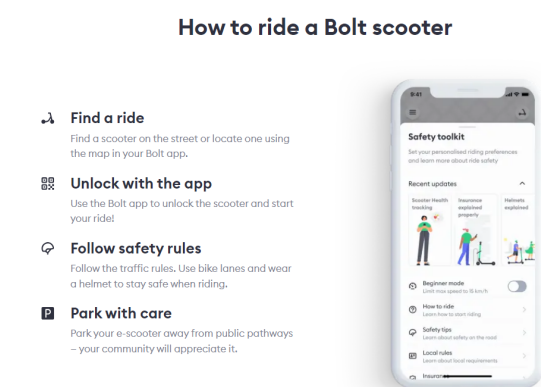 How to ride a Bolt scooter
Find a ride
Find a scooter on the street or locate one using
the map in your Bolt app.
Unlock with the app
Use the Bolt app to unlock the scooter and start
your ride!
Follow safety rules
Follow the traffic rules. Use bike lanes and wear
a helmet to stay safe when riding.
P
Park with care
Park your e-scooter away from public pathways
– your community will appreciate it.
9:41
Safety toolkit
Set your personalised riding preferences
and learn more about ride safety
Recent updates
Scooter Health
tracking
Insurance
explained
properly
Helmets
explained
Beginner mode
Limit max speed to 15 km/h
How to ride
Learn how to start riding
Safety tips
Learn about safety on the road
Local rules
Learn about local requirements